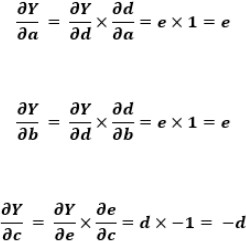 ∂Y/∂a = ∂Y/∂d × ∂d/∂a = e × 1 = e
∂Y/∂b = ∂Y/∂d × ∂d/∂b = e × 1 = e
∂Y/∂c = ∂Y/∂e × ∂e/∂c = d × −1 = −d